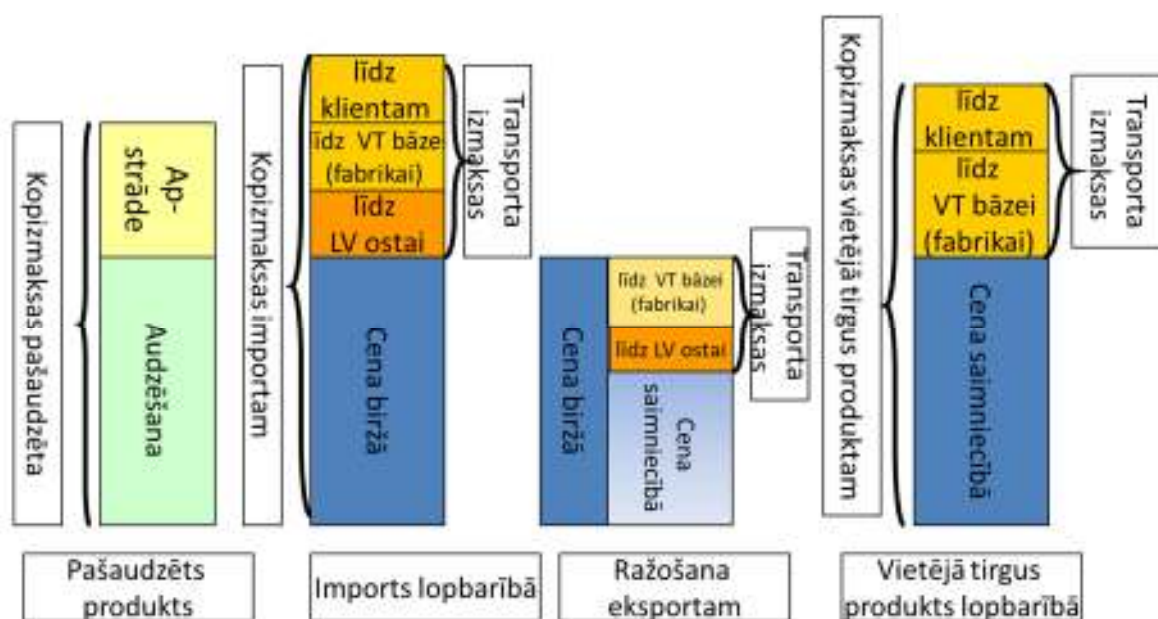 Kopizmaksas pašaudzēta
Ap-
strāde
Audzēšana
Pašaudzēts
produkts
Kopizmaksas importam
līdz
klientam
līdz VT bāzei
(fabrikai)
līdz
LV ostai
Cena biržā
Transporta
izmaksas
Imports lopbarībā
Cena biržā
līdz VT bāzei
(fabrikai)
līdz LV ostai
Cena
saimniecībā
Transporta
izmaksas
Ražošana
eksportam
Kopizmaksas vietējā tirgus produktam
līdz
klientam
līdz
VT bāzei
(fabrikai)
Cena saimniecībā
Transporta
izmaksas
Vietējā tirgus
produkts lopbarībā